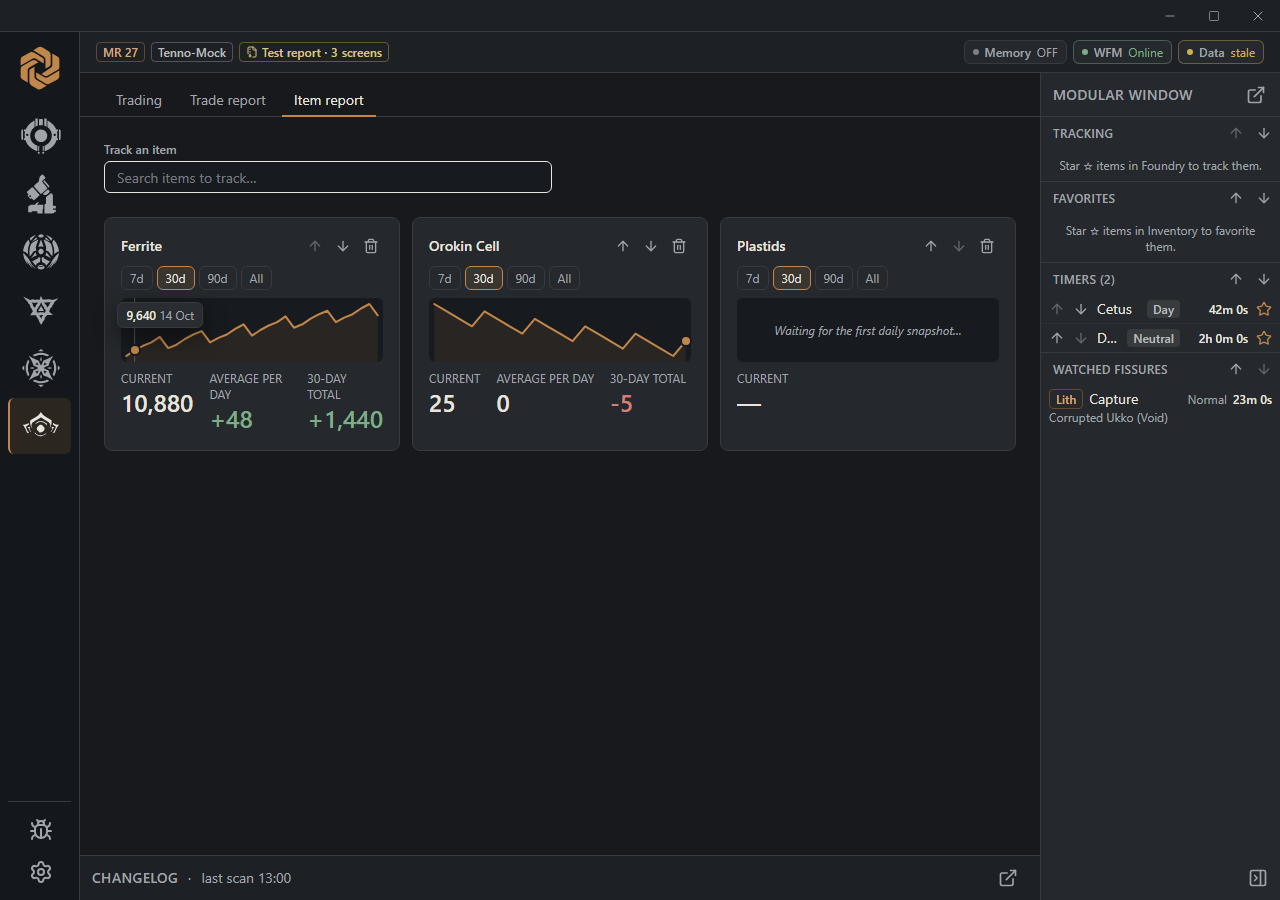 MR 27
Tenno-Mock
Test report · 3 screens
Memory OFF
WFM Online
Data stale
Trading
Trade report
Item report
Track an item
Search items to track...
Ferrite
7d
30d
90d
All
9,640 14 Oct
CURRENT
10,880
AVERAGE PER
DAY
+48
30-DAY
TOTAL
+1,440
Orokin Cell
7d
30d
90d
All
CURRENT
25
AVERAGE PER DAY
0
30-DAY TOTAL
-5
Plastids
7d
30d
90d
All
Waiting for the first daily snapshot...
CURRENT
—
MODULAR WINDOW
TRACKING
Star ☆ items in Foundry to track them.
FAVORITES
Star ☆ items in Inventory to favorite
them.
TIMERS (2)
Cetus Day 42m 0s
D... Neutral 2h 0m 0s
WATCHED FISSURES
Lith Capture Normal 23m 0s
Corrupted Ukko (Void)
CHANGELOG · last scan 13:00